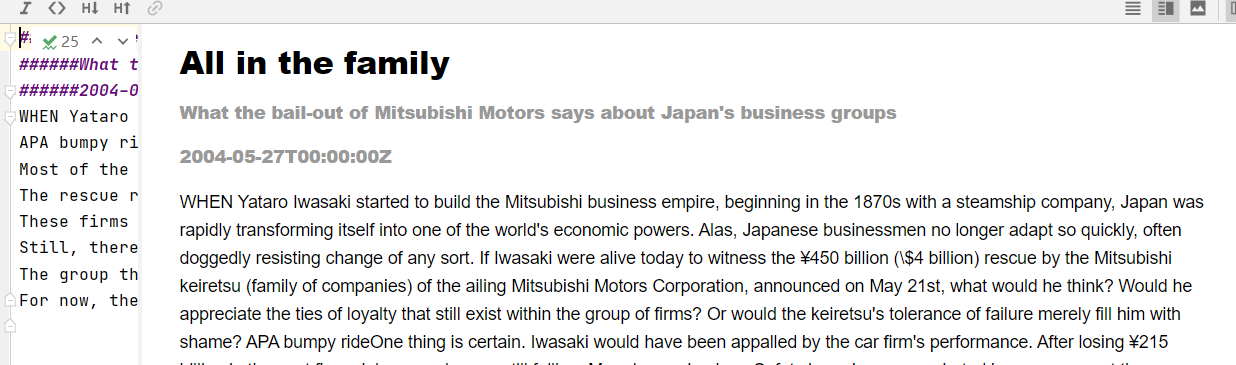 25
######What t
######2004-0
WHEN Yataro
APA bumpy ri
Most of the
The rescue r
These firms
Still, there
The group th
For now, the
All in the family
What the bail-out of Mitsubishi Motors says about Japan's business groups
2004-05-27T00:00:00Z
WHEN Yataro Iwasaki started to build the Mitsubishi business empire, beginning in the 1870s with a steamship company, Japan was
rapidly transforming itself into one of the world's economic powers. Alas, Japanese businessmen no longer adapt so quickly, often
doggedly resisting change of any sort. If Iwasaki were alive today to witness the ¥450 billion (\$4 billion) rescue by the Mitsubishi
keiretsu (family of companies) of the ailing Mitsubishi Motors Corporation, announced on May 21st, what would he think? Would he
appreciate the ties of loyalty that still exist within the group of firms? Or would the keiretsu's tolerance of failure merely fill him with
shame? APA bumpy rideOne thing is certain. Iwasaki would have been appalled by the car firm's performance. After losing ¥215